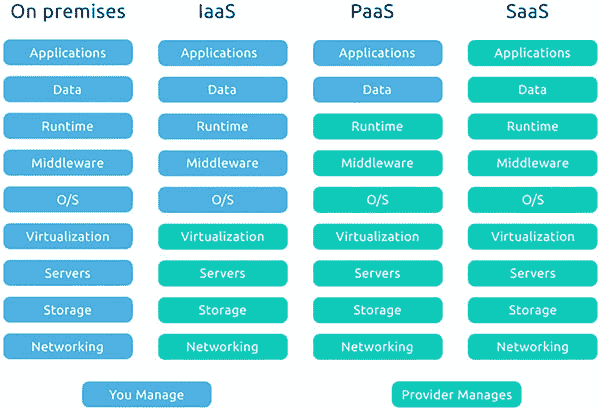 On premises IaaS PaaS SaaS
Applications Applications Applications Applications
Data Data Data Data
Runtime Runtime Runtime Runtime
Middleware Middleware Middleware Middleware
O/S O/S O/S O/S
Virtualization Virtualization Virtualization Virtualization
Servers Servers Servers Servers
Storage Storage Storage Storage
Networking Networking Networking Networking
You Manage Provider Manages